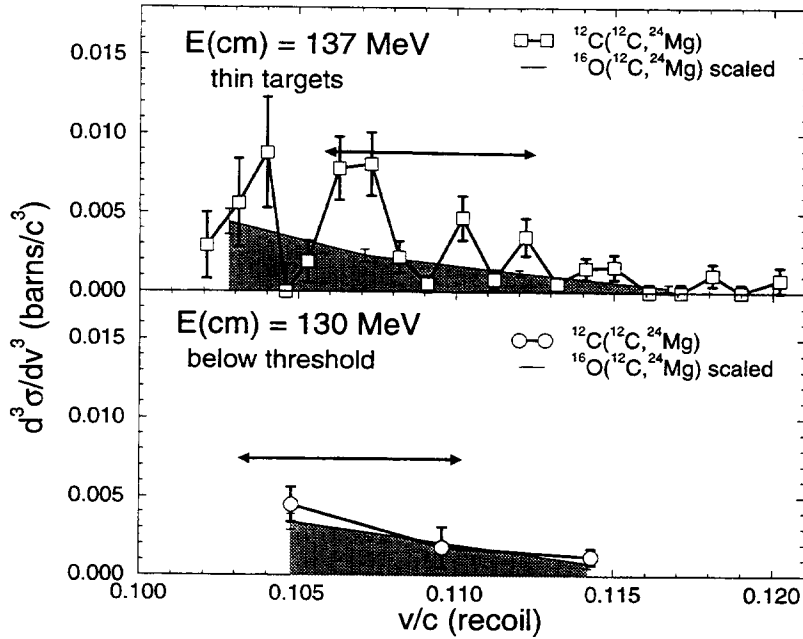 E(cm) = 137 MeV
thin targets
¹²C(¹²C,²⁴Mg)
¹⁶O(¹²C,²⁴Mg) scaled
0.015
0.010
0.005
0.000
E(cm) = 130 MeV
below threshold
¹²C(¹²C,²⁴Mg)
¹⁶O(¹²C,²⁴Mg) scaled
0.015
0.010
0.005
0.000
d³σ/dv³ (barns/c³)
0.100 0.105 0.110 0.115 0.120
v/c (recoil)